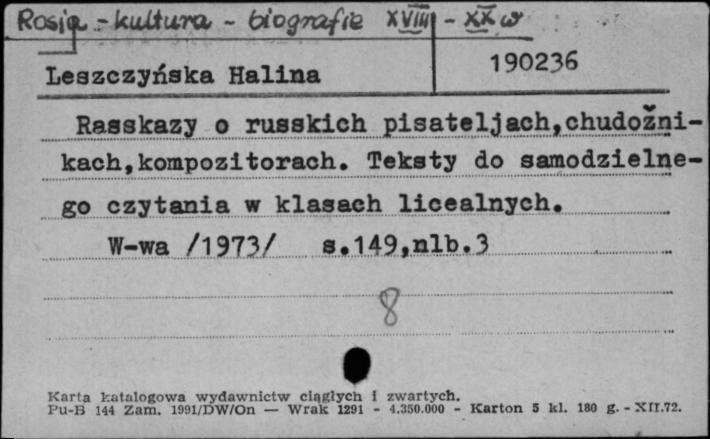 Rosja - kultura - biografie XVIII - XX w
Leszczyńska Halina
190236
Rasskazy o russkich pisateljach,chudožni-
kach,kompozitorach. Teksty do samodzielne-
go czytania w klasach licealnych.
W-wa /1973/ s.149,nlb.3
8
Karta katalogowa wydawnictw ciągłych i zwartych.
Pu-B 144 Zam. 1991/DW/On — Wrak 1291 - 4.350.000 - Karton 5 kl. 180 g. - XII.72.